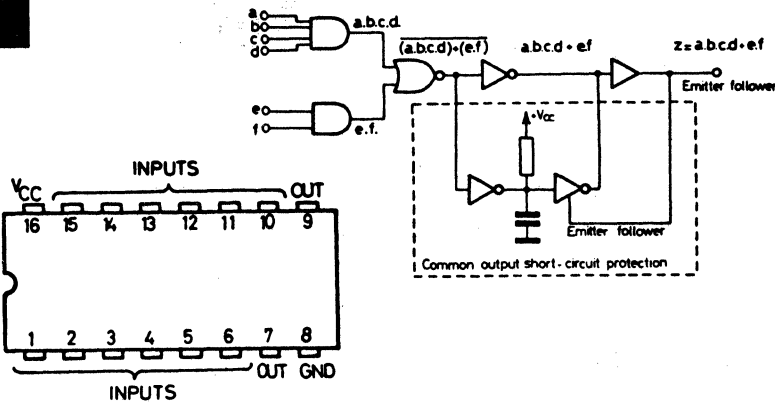 a
b
c
d
a.b.c.d.
(a.b.c.d)+(e.f)
a.b.c.d + e.f
z = a.b.c.d + e.f
Emitter follower
e
f
e.f.
+Vcc
Emitter follower
Common output short-circuit protection
INPUTS
VCC
OUT
16 15 14 13 12 11 10 9
1 2 3 4 5 6 7 8
INPUTS
OUT GND